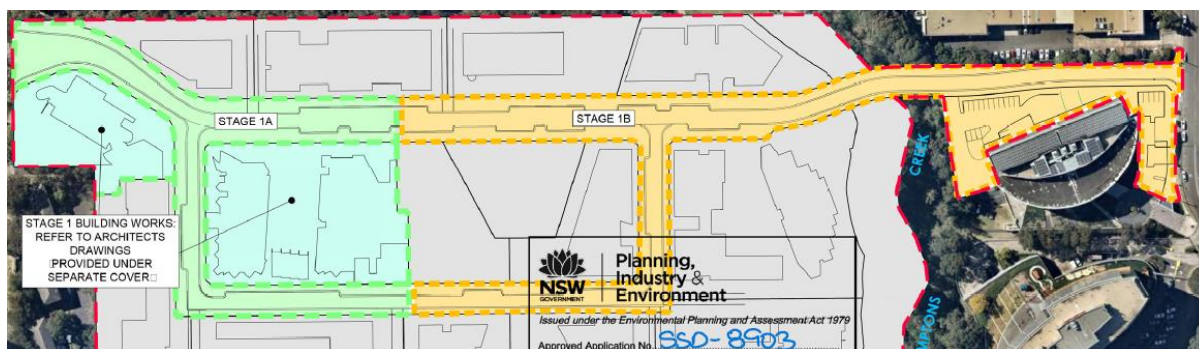 STAGE 1A
STAGE 1B
CREEK
STAGE 1 BUILDING WORKS:
REFER TO ARCHITECTS
DRAWINGS
PROVIDED UNDER
SEPARATE COVER
NSW
GOVERNMENT
Planning,
Industry &
Environment
Issued under the Environmental Planning and Assessment Act 1979
Approved Application No. SSD-8903